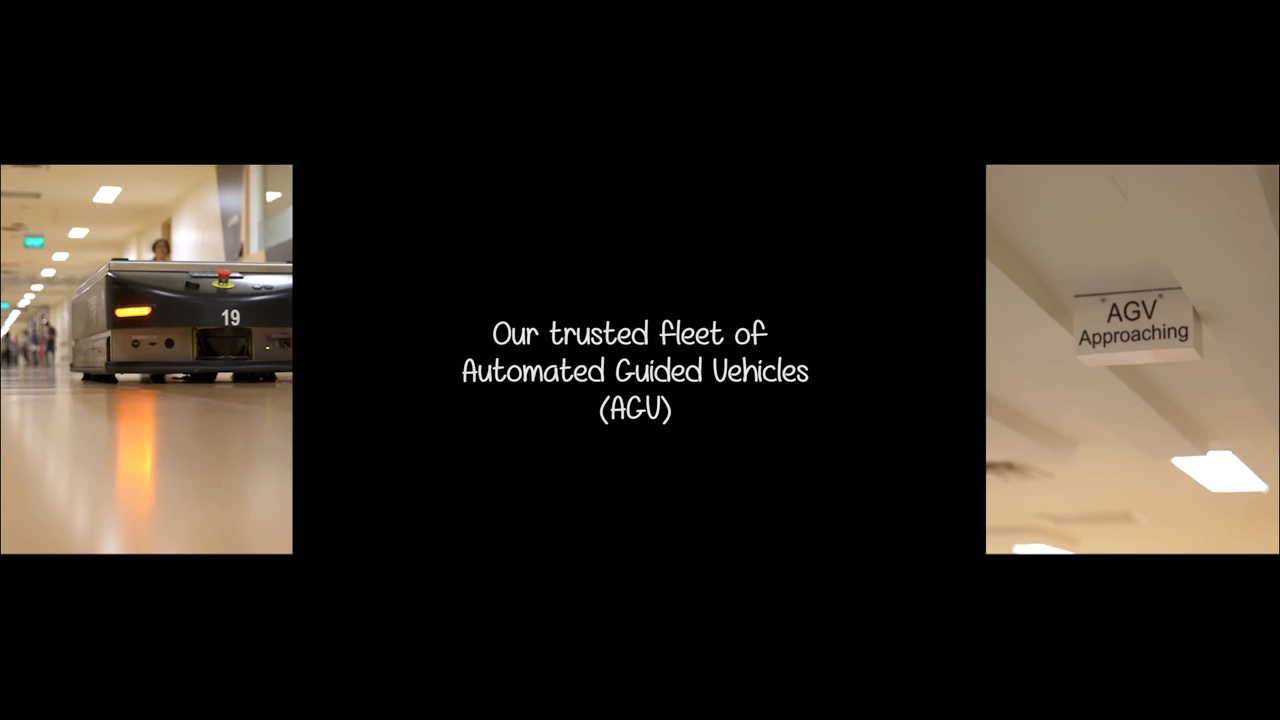 19
Our trusted fleet of
Automated Guided Vehicles
(AGV)
AGV
Approaching